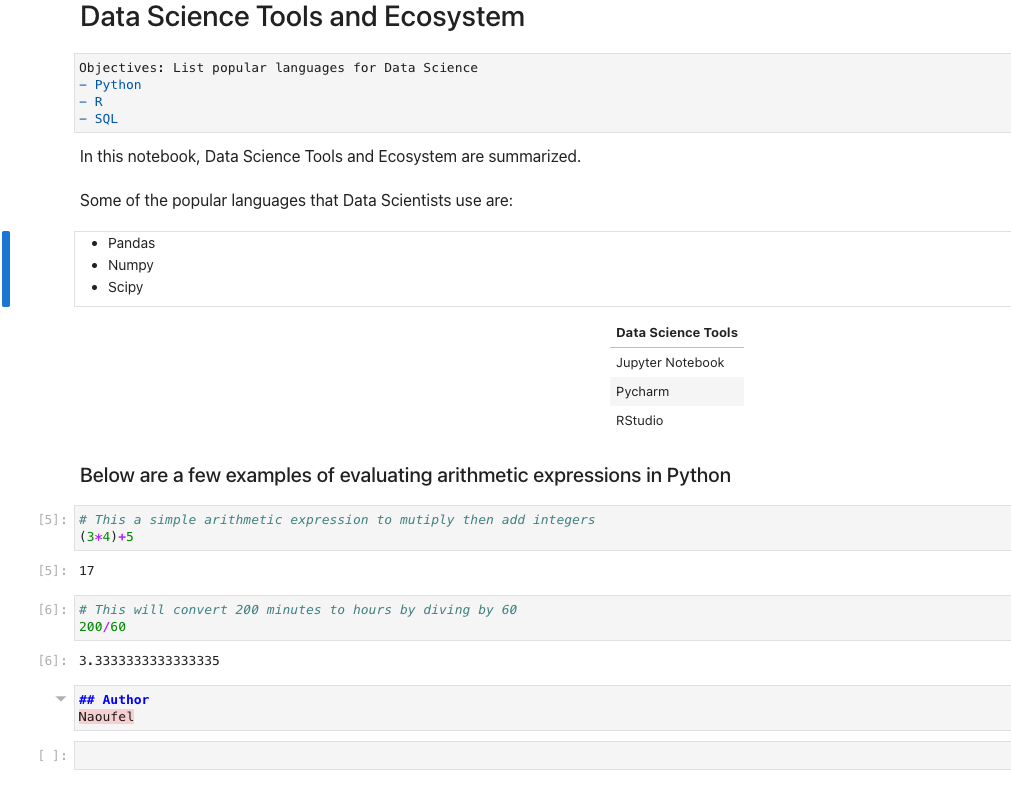 Data Science Tools and Ecosystem
Objectives: List popular languages for Data Science
– Python
– R
– SQL
In this notebook, Data Science Tools and Ecosystem are summarized.
Some of the popular languages that Data Scientists use are:
• Pandas
• Numpy
• Scipy
Data Science Tools
Jupyter Notebook
Pycharm
RStudio
Below are a few examples of evaluating arithmetic expressions in Python
[5]: # This a simple arithmetic expression to mutiply then add integers
(3*4)+5
[5]: 17
[6]: # This will convert 200 minutes to hours by diving by 60
200/60
[6]: 3.3333333333333335
## Author
Naoufel
[ ]: